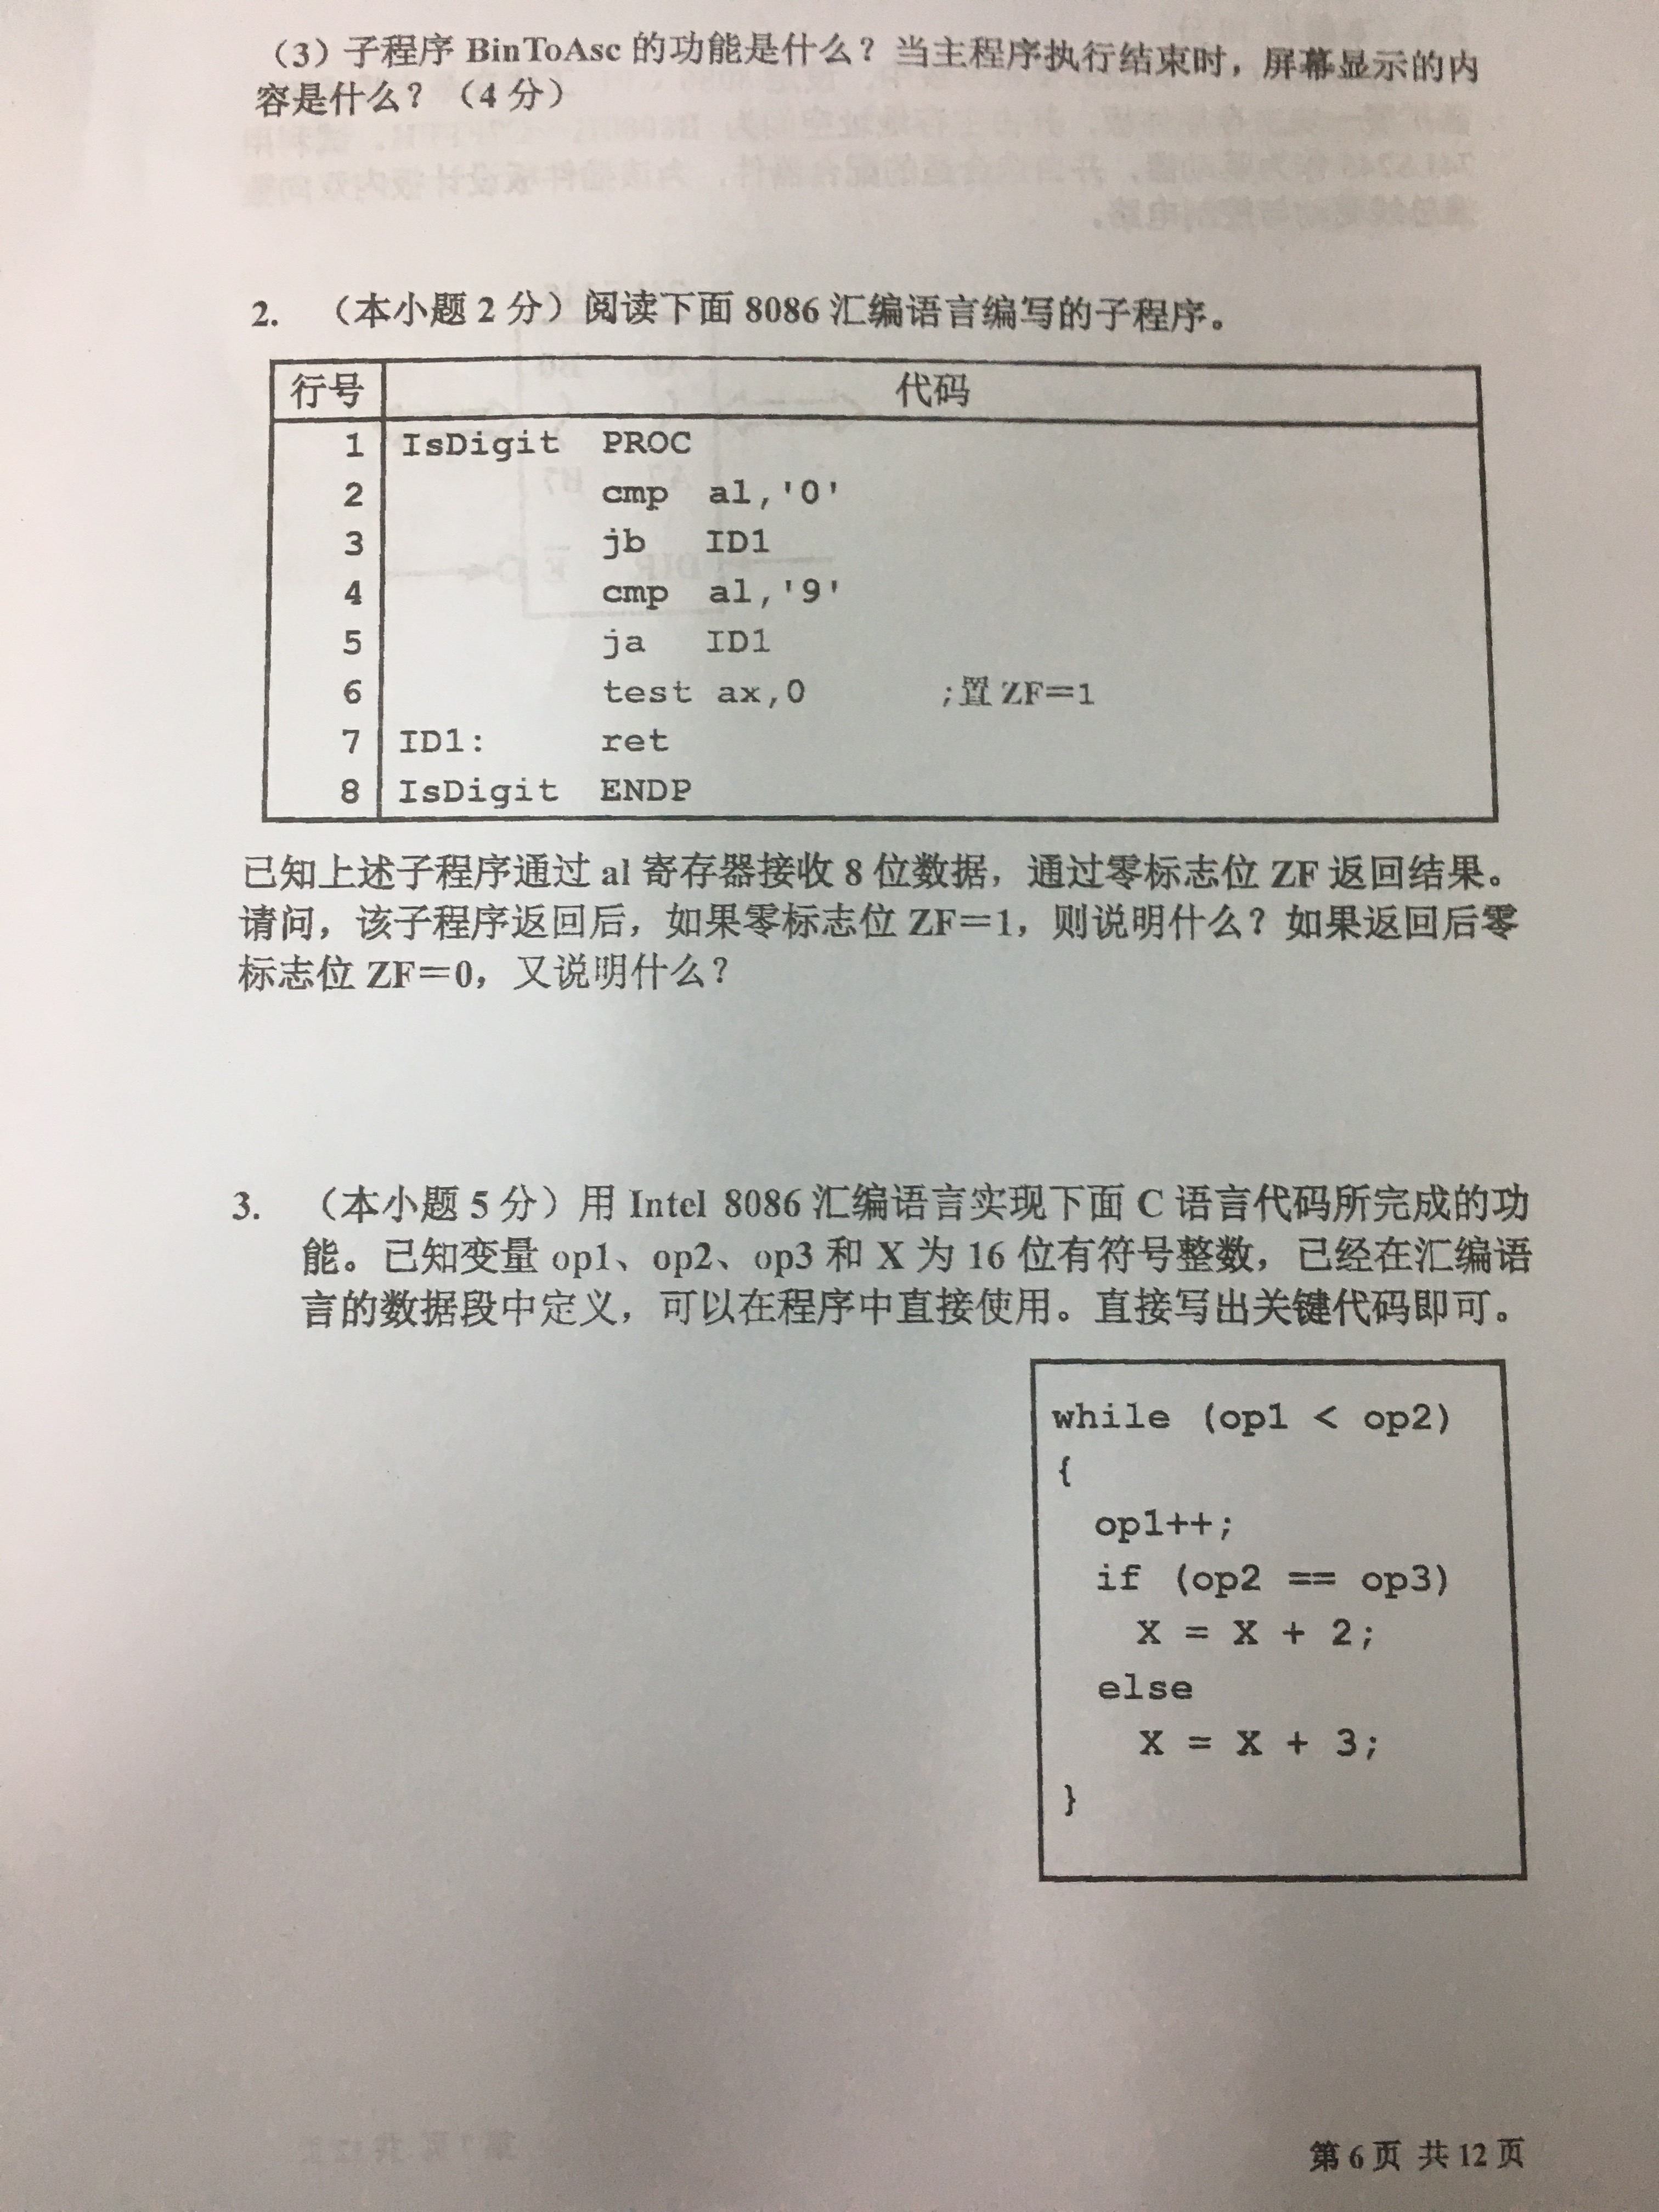 （3）子程序 BinToAsc 的功能是什么？当主程序执行结束时，屏幕显示的内
容是什么？（4 分）
2. （本小题 2 分）阅读下面 8086 汇编语言编写的子程序。
行号 代码
1 IsDigit PROC
2 cmp al,'0'
3 jb ID1
4 cmp al,'9'
5 ja ID1
6 test ax,0 ;置 ZF＝1
7 ID1: ret
8 IsDigit ENDP
已知上述子程序通过 al 寄存器接收 8 位数据，通过零标志位 ZF 返回结果。
请问，该子程序返回后，如果零标志位 ZF＝1，则说明什么？如果返回后零
标志位 ZF＝0，又说明什么？
3. （本小题 5 分）用 Intel 8086 汇编语言实现下面 C 语言代码所完成的功
能。已知变量 op1、op2、op3 和 X 为 16 位有符号整数，已经在汇编语
言的数据段中定义，可以在程序中直接使用。直接写出关键代码即可。
while (op1 < op2)
{
op1++;
if (op2 == op3)
X = X + 2;
else
X = X + 3;
}
第 6 页 共 12 页